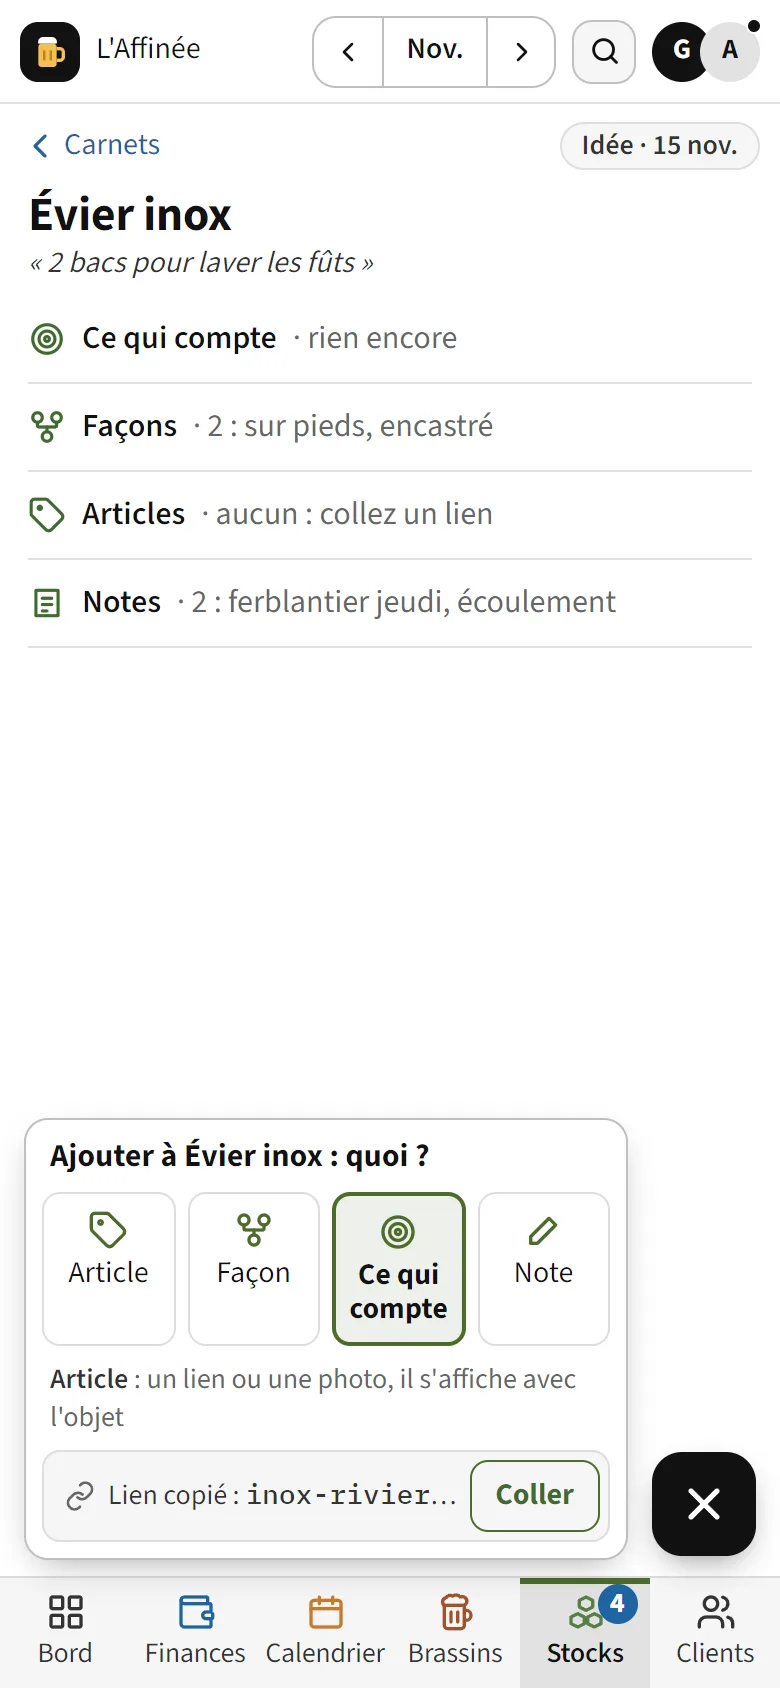 L'Affinée
Nov.
G
A
Carnets
Idée · 15 nov.
Évier inox
« 2 bacs pour laver les fûts »
Ce qui compte · rien encore
Façons · 2 : sur pieds, encastré
Articles · aucun : collez un lien
Notes · 2 : ferblantier jeudi, écoulement
Ajouter à Évier inox : quoi ?
Article
Façon
Ce qui
compte
Note
Article : un lien ou une photo, il s'affiche avec
l'objet
Lien copié : inox-rivier…
Coller
4
Bord
Finances
Calendrier
Brassins
Stocks
Clients